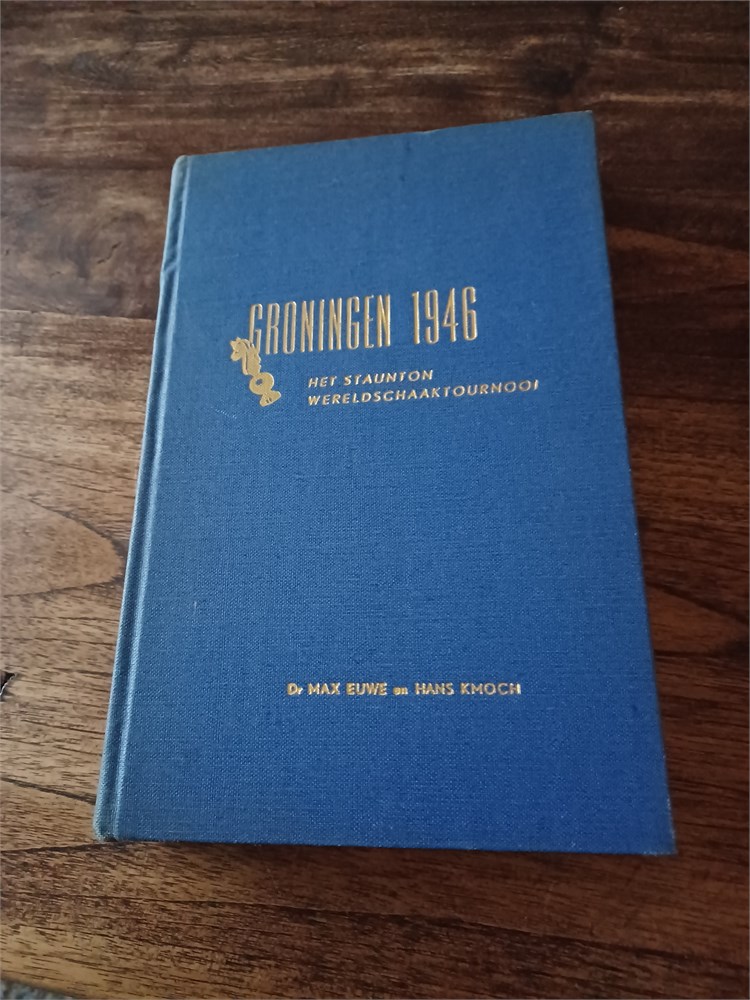 GRONINGEN 1946
HET STAUNTON
WERELDSCHAAKTOURNOOI
Dr MAX EUWE en HANS KMOCH